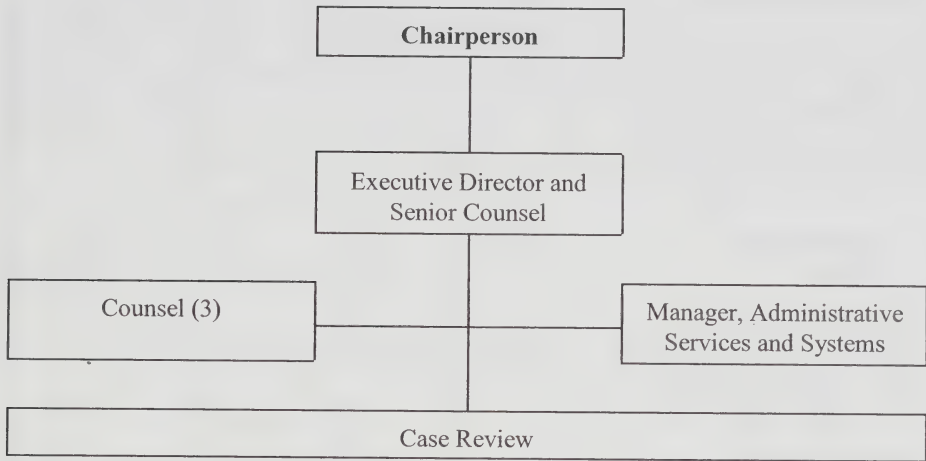 Chairperson
Executive Director and
Senior Counsel
Counsel (3)
Manager, Administrative
Services and Systems
Case Review